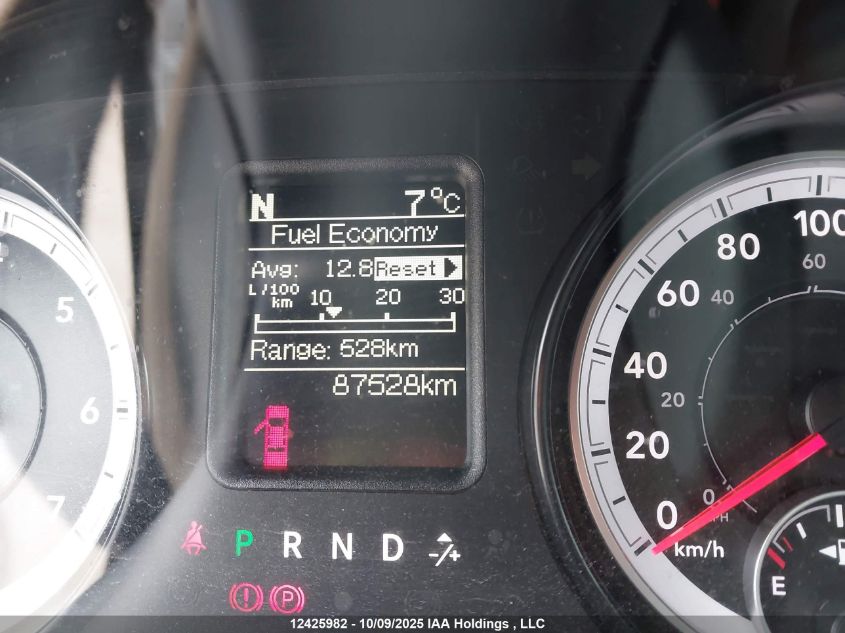 N 7°C
Fuel Economy
Avg: 12.8 Reset
L/100 km 10 20 30
Range: 528km
87528km
5
6
7
P R N D -/+
100
80
60
60
40
40
20
20
0
0
km/h
E
12425982 - 10/09/2025 IAA Holdings , LLC